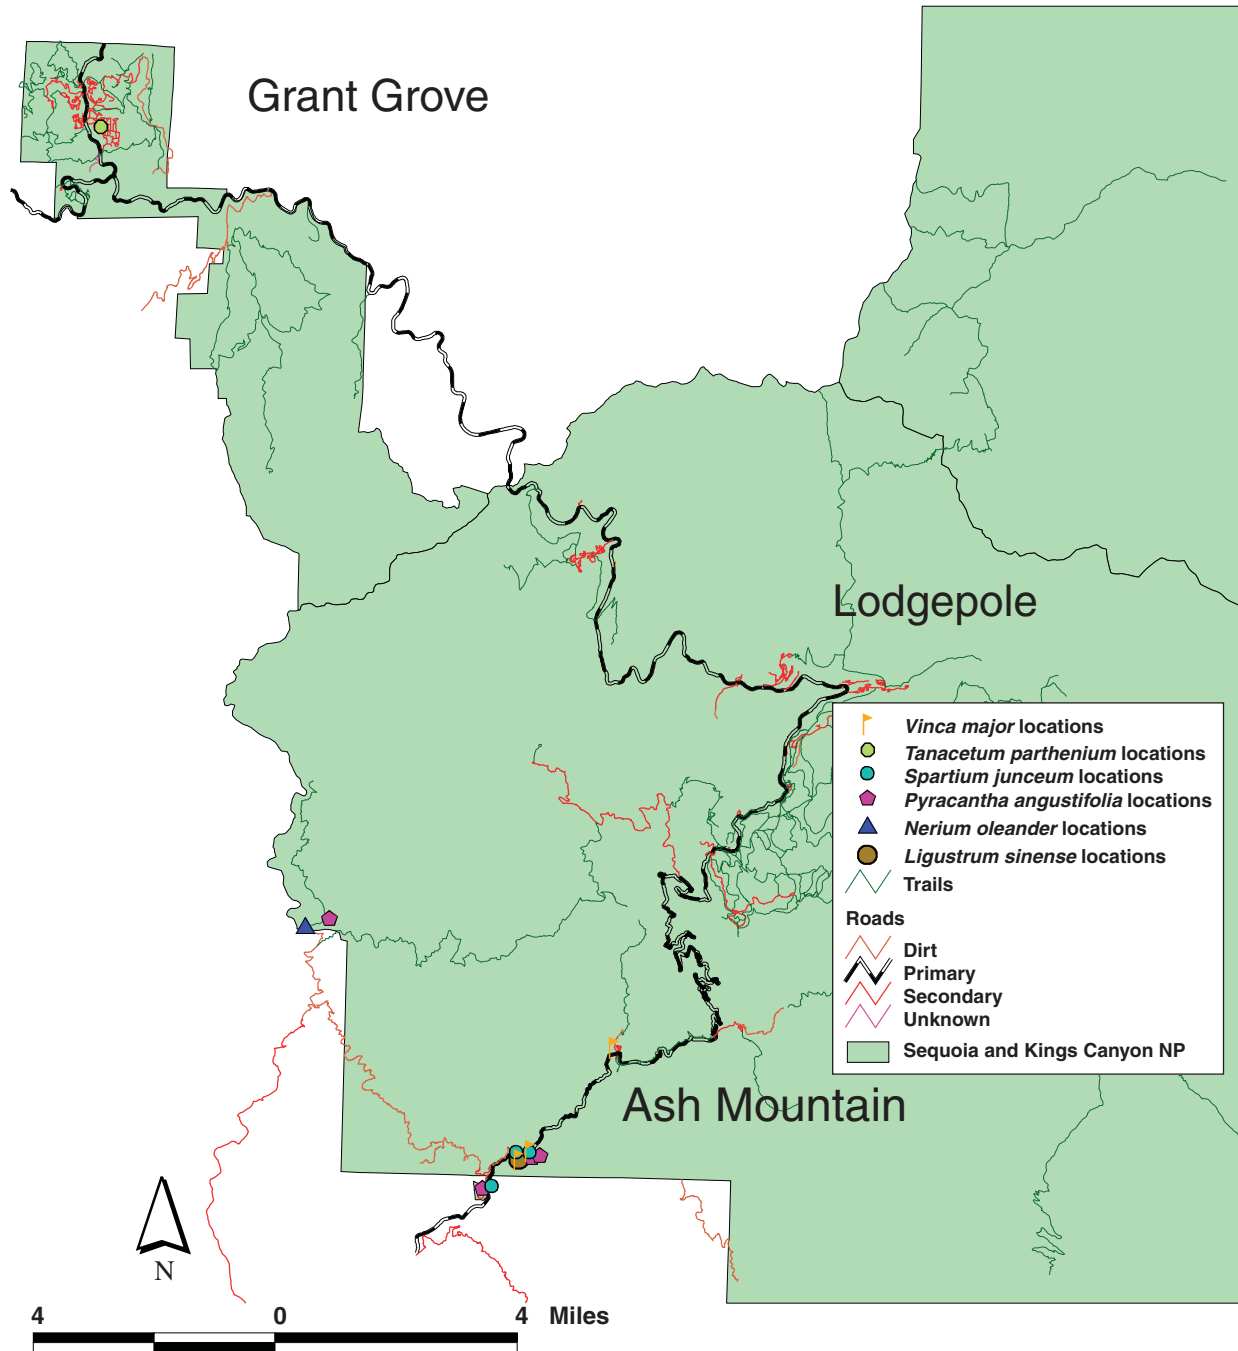 Grant Grove
Lodgepole
Vinca major locations
Tanacetum parthenium locations
Spartium junceum locations
Pyracantha angustifolia locations
Nerium oleander locations
Ligustrum sinense locations
Trails
Roads
Dirt
Primary
Secondary
Unknown
Sequoia and Kings Canyon NP
Ash Mountain
N
4 0 4 Miles